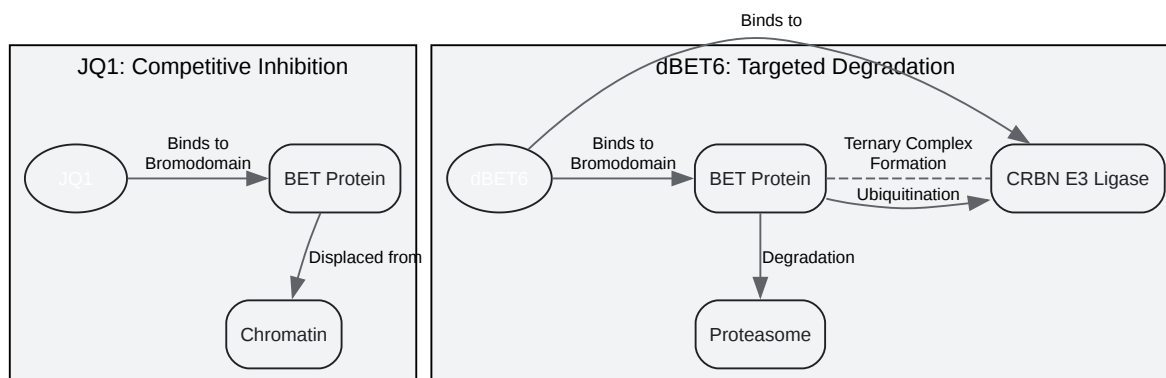 Binds to
JQ1: Competitive Inhibition
dBET6: Targeted Degradation
JQ1
Binds to
Bromodomain
BET Protein
dBET6
Binds to
Bromodomain
BET Protein
Ternary Complex
Formation
Ubiquitination
CRBN E3 Ligase
Displaced from
Degradation
Chromatin
Proteasome